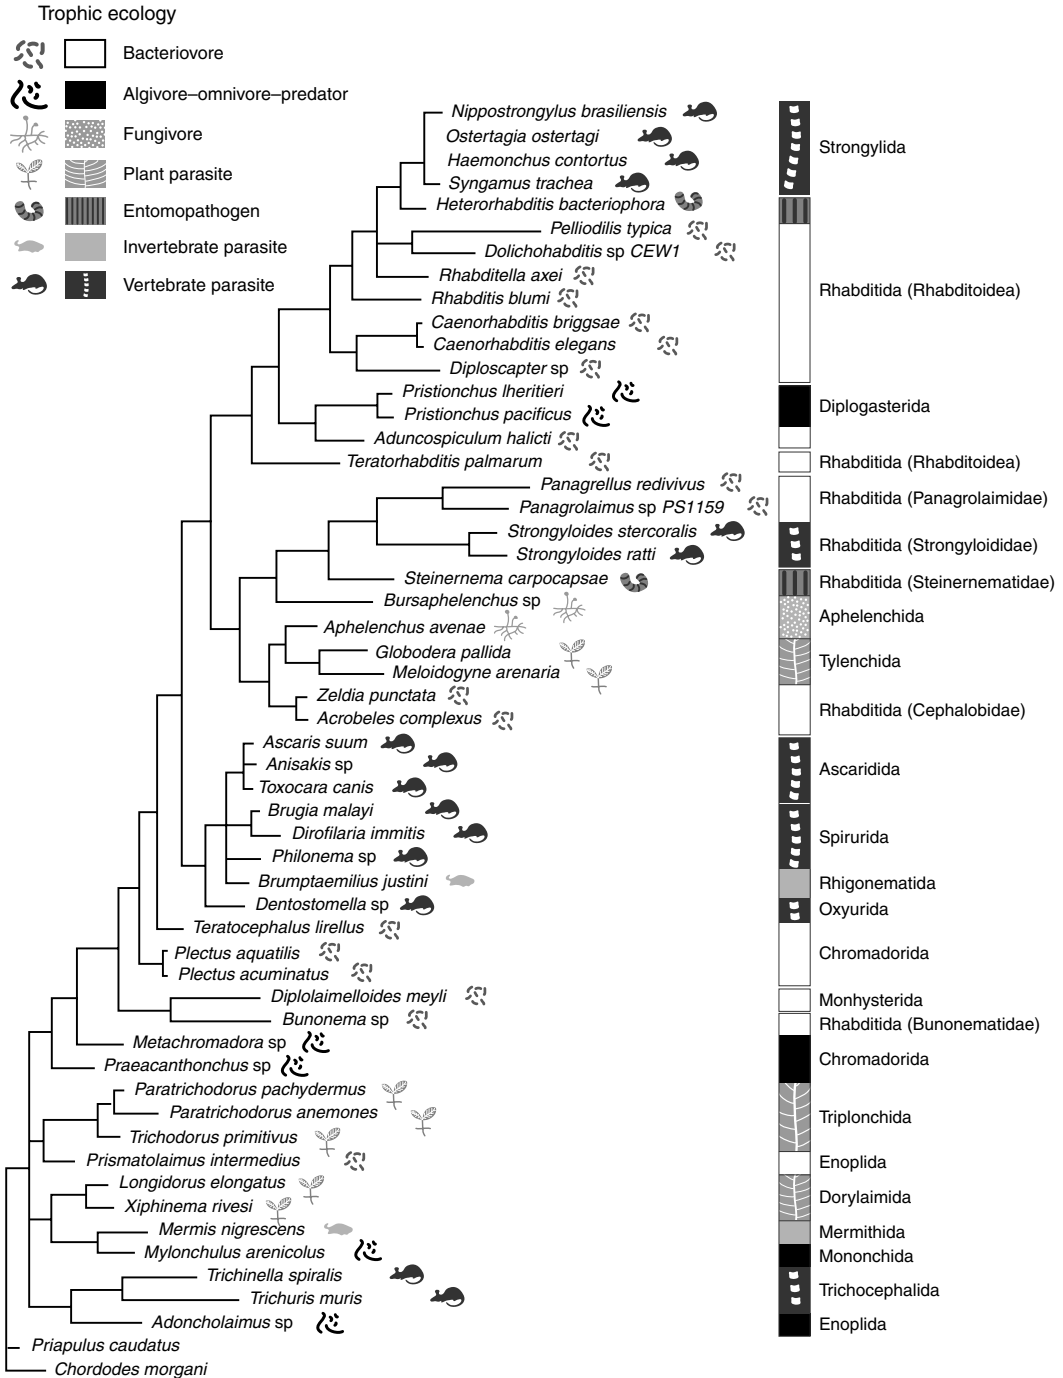 Trophic ecology
Bacteriovore
Algivore–omnivore–predator
Fungivore
Plant parasite
Entomopathogen
Invertebrate parasite
Vertebrate parasite
Nippostrongylus brasiliensis
Ostertagia ostertagi
Haemonchus contortus
Syngamus trachea
Heterorhabditis bacteriophora
Pelliodilis typica
Dolichohabditis sp CEW1
Rhabditella axei
Rhabditis blumi
Caenorhabditis briggsae
Caenorhabditis elegans
Diploscapter sp
Pristionchus lheritieri
Pristionchus pacificus
Aduncospiculum halicti
Teratorhabditis palmarum
Panagrellus redivivus
Panagrolaimus sp PS1159
Strongyloides stercoralis
Strongyloides ratti
Steinernema carpocapsae
Bursaphelenchus sp
Aphelenchus avenae
Globodera pallida
Meloidogyne arenaria
Zeldia punctata
Acrobeles complexus
Ascaris suum
Anisakis sp
Toxocara canis
Brugia malayi
Dirofilaria immitis
Philonema sp
Brumptaemilius justini
Dentostomella sp
Teratocephalus lirellus
Plectus aquatilis
Plectus acuminatus
Diplolaimelloides meyli
Bunonema sp
Metachromadora sp
Praeacanthonchus sp
Paratrichodorus pachydermus
Paratrichodorus anemones
Trichodorus primitivus
Prismatolaimus intermedius
Longidorus elongatus
Xiphinema rivesi
Mermis nigrescens
Mylonchulus arenicolus
Trichinella spiralis
Trichuris muris
Adoncholaimus sp
Priapulus caudatus
Chordodes morgani
Strongylida
Rhabditida (Rhabditoidea)
Diplogasterida
Rhabditida (Rhabditoidea)
Rhabditida (Panagrolaimidae)
Rhabditida (Strongyloididae)
Rhabditida (Steinernematidae)
Aphelenchida
Tylenchida
Rhabditida (Cephalobidae)
Ascaridida
Spirurida
Rhigonematida
Oxyurida
Chromadorida
Monhysterida
Rhabditida (Bunonematidae)
Chromadorida
Triplonchida
Enoplida
Dorylaimida
Mermithida
Mononchida
Trichocephalida
Enoplida